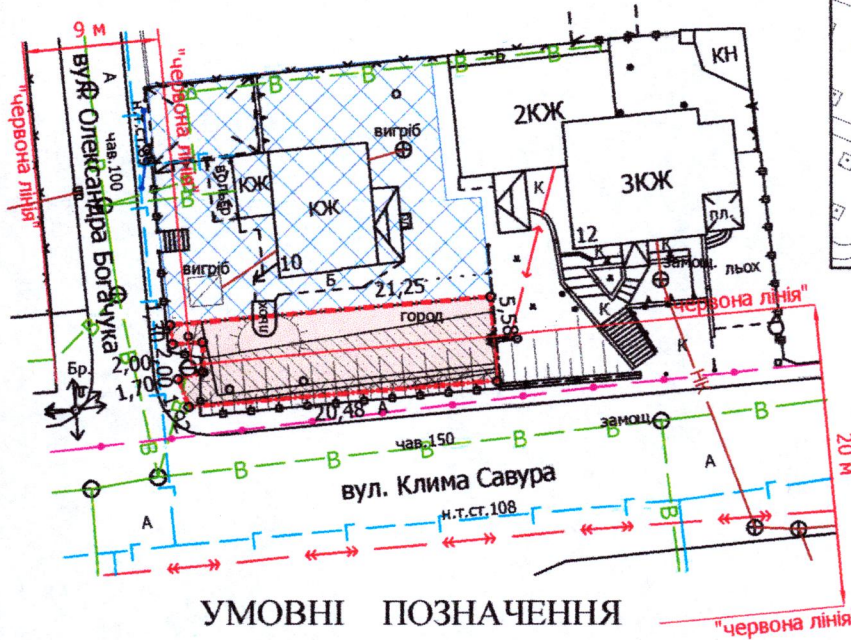 9 м
"червона лінія"
вул. Олександра Богачука
А
чав.100
"червона лінія"
В
В
В
В
Б
КН
2КЖ
3КЖ
К
вигріб
КЖ
КЖ
вигріб
10
Б
12
К
К
К
К
пл.
замощ.
льох
21,25
5,58
город
"червона лінія"
2,00
2,00
1,70
1,62
20,48
А
Бр.
чав.150
замощ
В
В
В
В
В
вул. Клима Савура
н.т.ст.108
А
А
20 м
"червона лінія"
УМОВНІ ПОЗНАЧЕННЯ